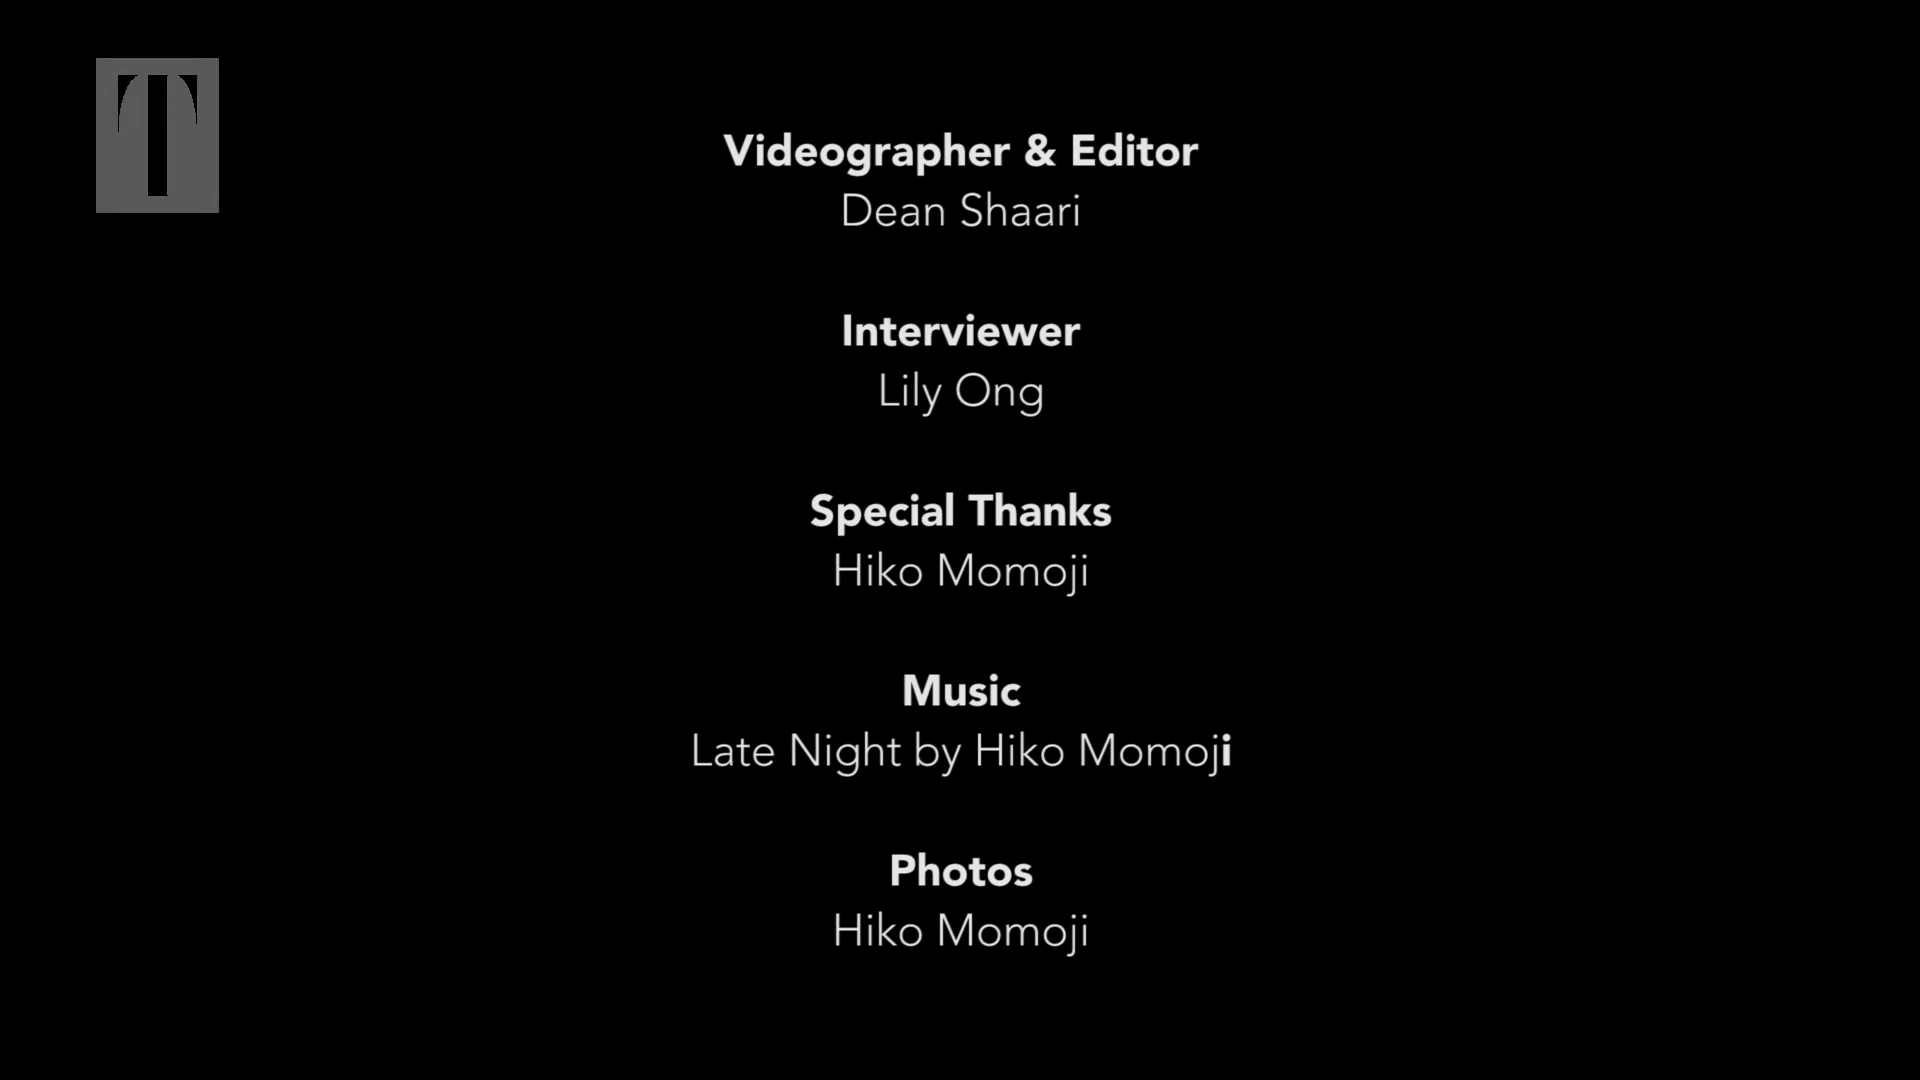 T
Videographer & Editor
Dean Shaari
Interviewer
Lily Ong
Special Thanks
Hiko Momoji
Music
Late Night by Hiko Momoji
Photos
Hiko Momoji